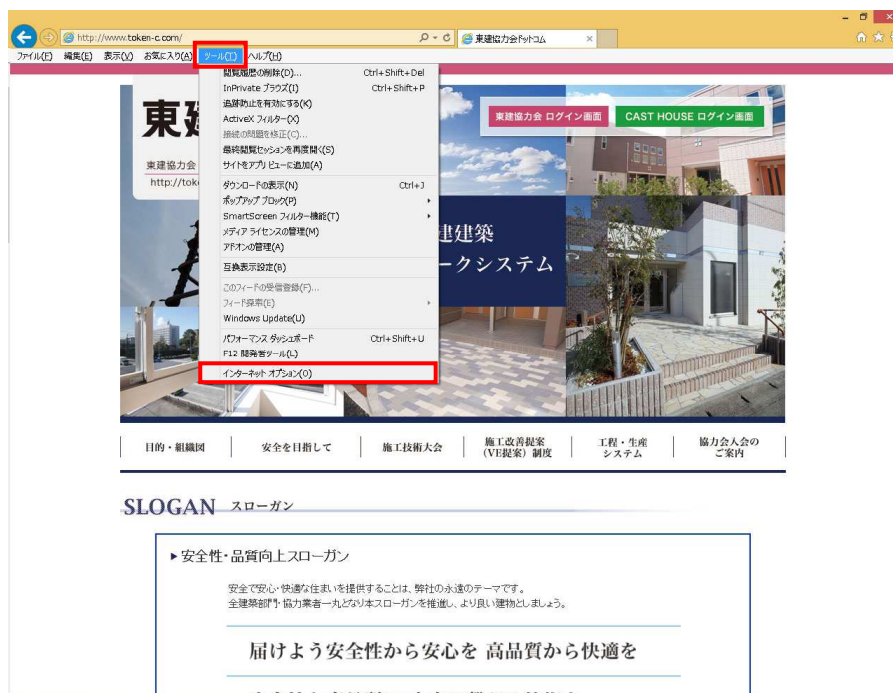 http://www.token-c.com/
東建協力会ドットコム
ファイル(F) 編集(E) 表示(V) お気に入り(A) ツール(T) ヘルプ(H)
閲覧履歴の削除(D)... Ctrl+Shift+Del
InPrivate ブラウズ(I) Ctrl+Shift+P
追跡防止を有効にする(K)
ActiveX フィルター(X)
接続の問題を修正(C)...
最終閲覧セッションを再度開く(S)
サイトをアプリ ビューに追加(A)
ダウンロードの表示(N) Ctrl+J
ポップアップ ブロック(P)
SmartScreen フィルター機能(T)
メディア ライセンスの管理(M)
アドオンの管理(A)
互換表示設定(B)
このフィードの受信登録(F)...
フィード探索(E)
Windows Update(U)
パフォーマンス ダッシュボード Ctrl+Shift+U
F12 開発者ツール(L)
インターネット オプション(O)
東建協力会 ログイン画面
CAST HOUSE ログイン画面
東
東建協力会
http://tok
建築
ークシステム
目的・組織図
安全を目指して
施工技術大会
施工改善提案
(VE提案)制度
工程・生産
システム
協力会入会の
ご案内
SLOGAN スローガン
安全性・品質向上スローガン
安全で安心・快適な住まいを提供することは、弊社の永遠のテーマです。
全建築部門・協力業者一丸となり本スローガンを推進し、より良い建物としましょう。
届けよう安全性から安心を 高品質から快適を